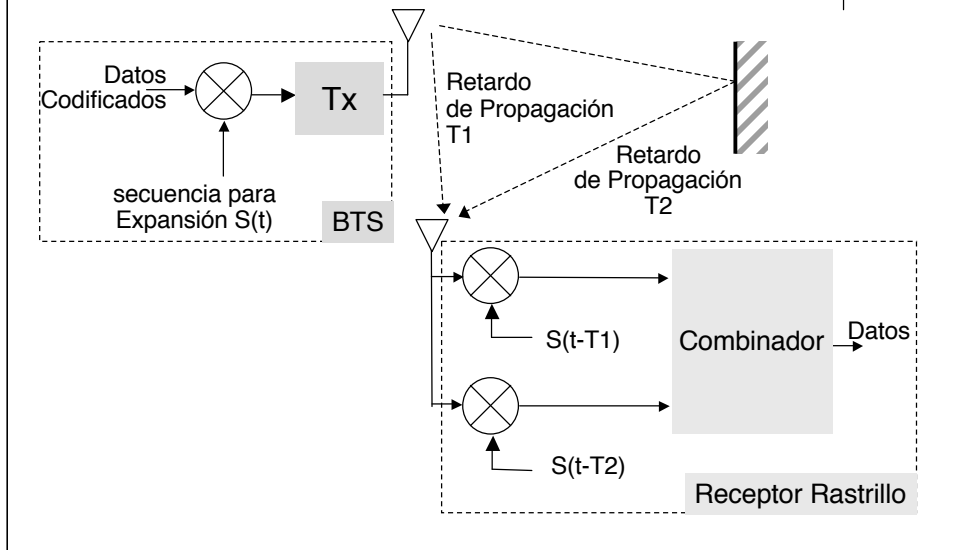 Datos
Codificados
Tx
secuencia para
Expansión S(t)
BTS
Retardo
de Propagación
T1
Retardo
de Propagación
T2
S(t-T1)
S(t-T2)
Combinador
Datos
Receptor Rastrillo